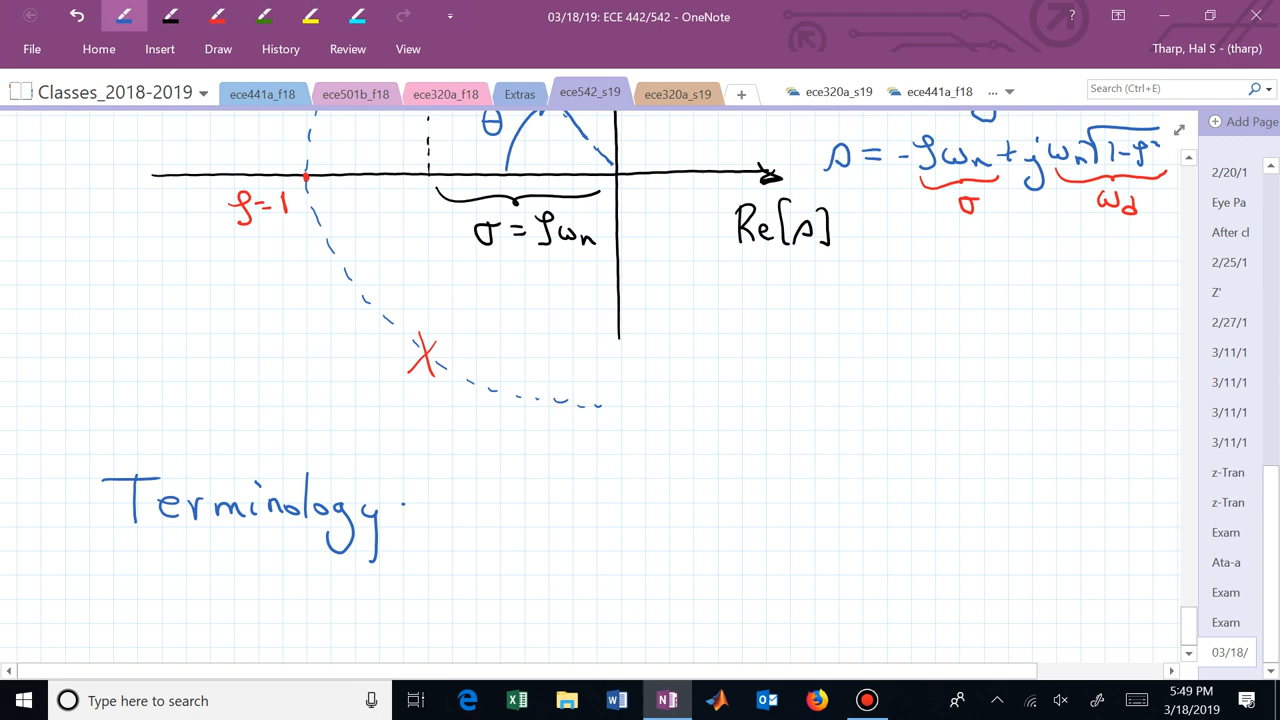 03/18/19: ECE 442/542 - OneNote
?
File Home Insert Draw History Review View
Tharp, Hal S - (tharp)
Classes_2018-2019
ece441a_f18
ece501b_f18
ece320a_f18
Extras
ece542_s19
ece320a_s19
+
ece320a_s19
ece441a_f18
...
Search (Ctrl+E)
Add Page
θ
s = -ζωn + jωn√1-ζ²
σ
ωd
ζ=1
σ = ζωn
Re[s]
Terminology
2/20/1
Eye Pa
After cl
2/25/1
Z'
2/27/1
3/11/1
3/11/1
3/11/1
3/11/1
z-Tran
z-Tran
Exam
Ata-a
Exam
Exam
03/18/
Type here to search
5:49 PM
3/18/2019